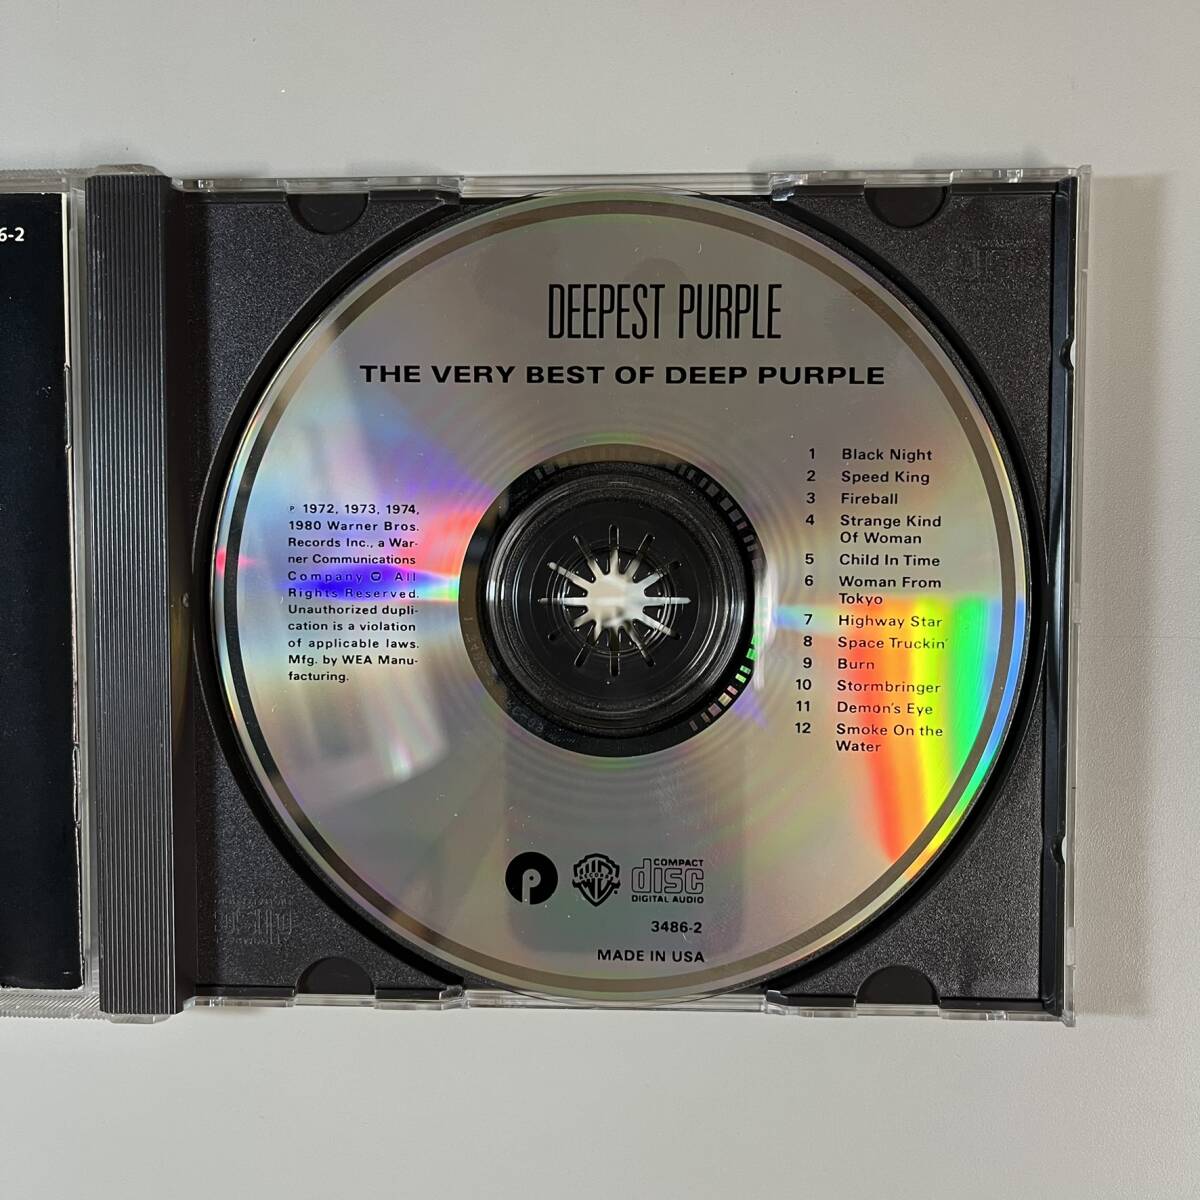 6-2
DEEPEST PURPLE
THE VERY BEST OF DEEP PURPLE
1 Black Night
2 Speed King
3 Fireball
4 Strange Kind
Of Woman
5 Child In Time
6 Woman From
Tokyo
7 Highway Star
8 Space Truckin'
9 Burn
10 Stormbringer
11 Demon's Eye
12 Smoke On the
Water
℗ 1972, 1973, 1974,
1980 Warner Bros.
Records Inc., a War-
ner Communications
Company All
Rights Reserved.
Unauthorized dupli-
cation is a violation
of applicable laws.
Mfg. by WEA Manu-
facturing.
P
WB
RECORDS
COMPACT
disc
DIGITAL AUDIO
3486-2
MADE IN USA